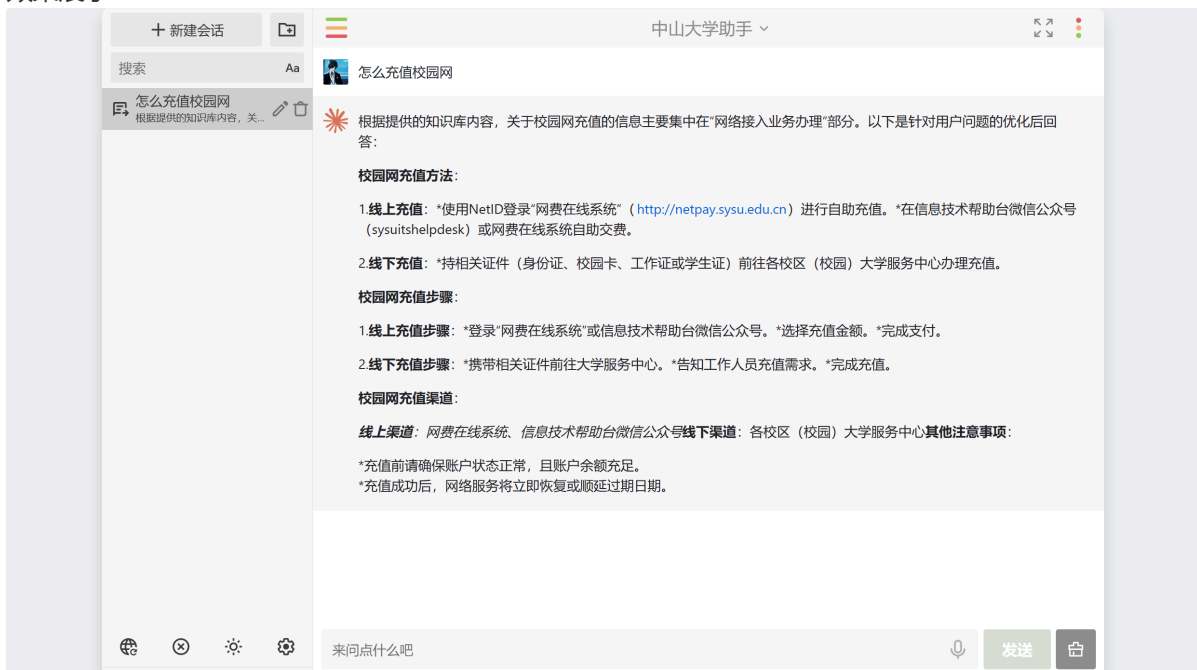 新建会话
中山大学助手
搜索
Aa
怎么充值校园网
根据提供的知识库内容，关...
怎么充值校园网
根据提供的知识库内容，关于校园网充值的信息主要集中在"网络接入业务办理"部分。以下是针对用户问题的优化后回
答：
校园网充值方法：
1.线上充值：*使用NetID登录"网费在线系统"（http://netpay.sysu.edu.cn）进行自助充值。*在信息技术帮助台微信公众号
（sysuitshelpdesk）或网费在线系统自助交费。
2.线下充值：*持相关证件（身份证、校园卡、工作证或学生证）前往各校区（校园）大学服务中心办理充值。
校园网充值步骤：
1.线上充值步骤：*登录"网费在线系统"或信息技术帮助台微信公众号。*选择充值金额。*完成支付。
2.线下充值步骤：*携带相关证件前往大学服务中心。*告知工作人员充值需求。*完成充值。
校园网充值渠道：
线上渠道：网费在线系统、信息技术帮助台微信公众号线下渠道：各校区（校园）大学服务中心其他注意事项：
*充值前请确保账户状态正常，且账户余额充足。
*充值成功后，网络服务将立即恢复或顺延过期日期。
来问点什么吧
发送